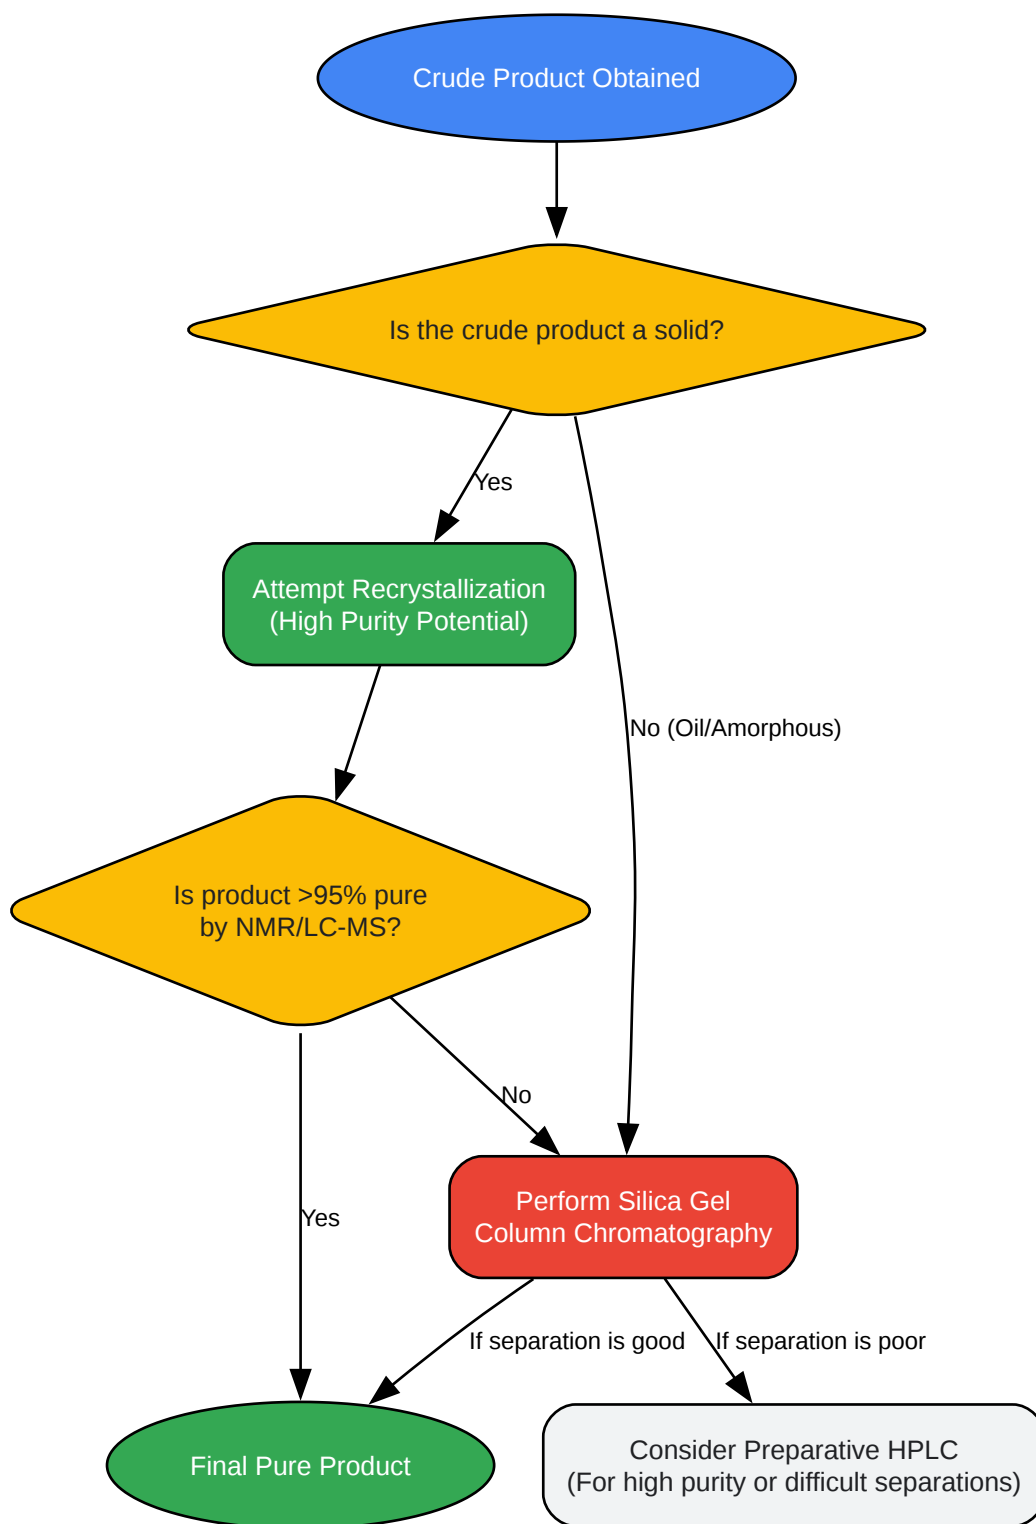 Crude Product Obtained
Is the crude product a solid?
Yes
Attempt Recrystallization
(High Purity Potential)
No (Oil/Amorphous)
Is product >95% pure
by NMR/LC-MS?
No
Perform Silica Gel
Column Chromatography
Yes
If separation is good
If separation is poor
Final Pure Product
Consider Preparative HPLC
(For high purity or difficult separations)